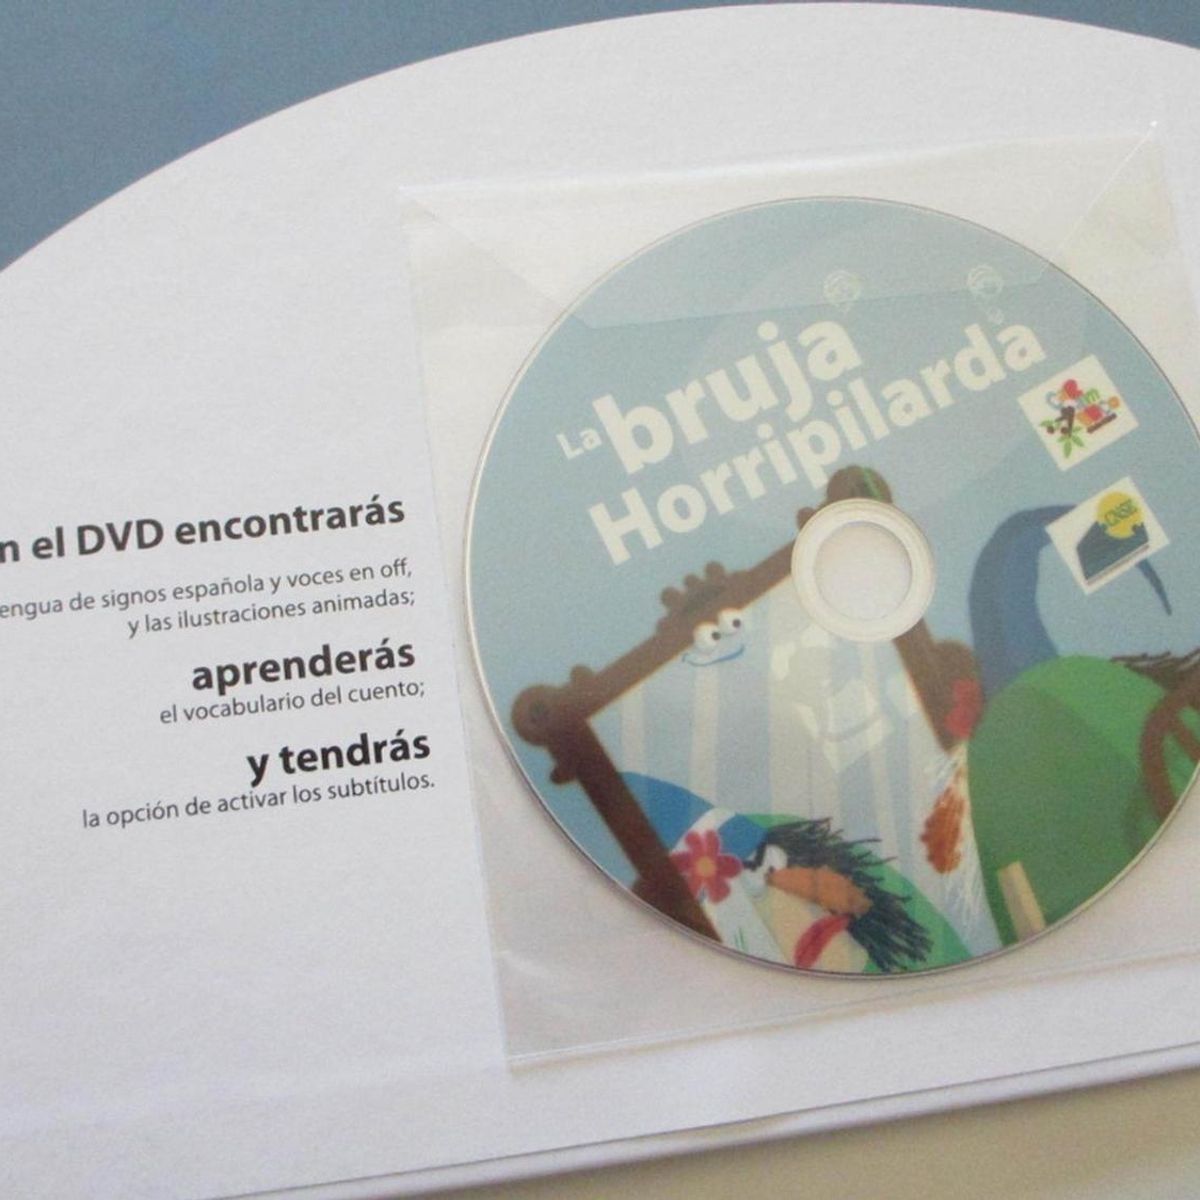 n el DVD encontrarás
engua de signos española y voces en off,
y las ilustraciones animadas;
aprenderás
el vocabulario del cuento;
y tendrás
la opción de activar los subtítulos.
La bruja
Horripilarda
CNSE